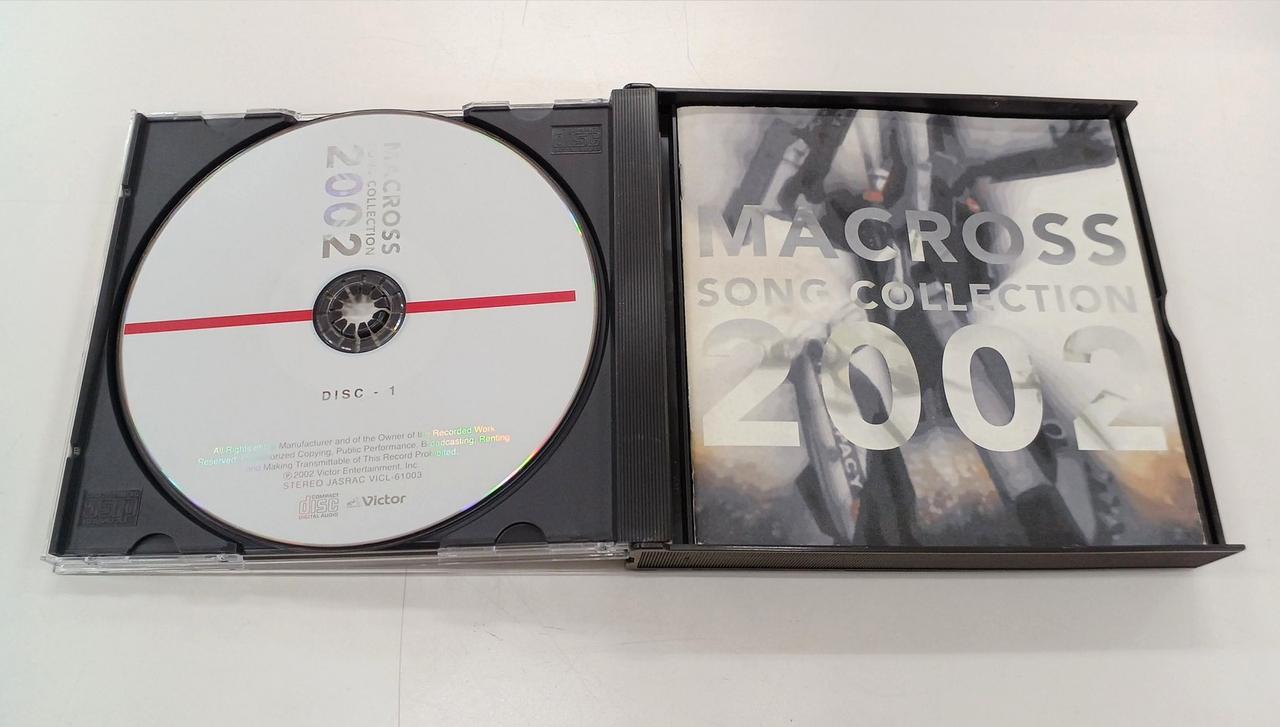 MACROSS
SONG COLLECTION
2002
DISC - 1
All Rights of the Manufacturer and of the Owner of the Recorded Work
Reserved. Unauthorized Copying, Public Performance, Broadcasting, Renting
and Making Transmittable of This Record Prohibited.
℗2002 Victor Entertainment, Inc.
STEREO JASRAC VICL-61003
COMPACT
disc
DIGITAL AUDIO
Victor
MACROSS
SONG COLLECTION
2002